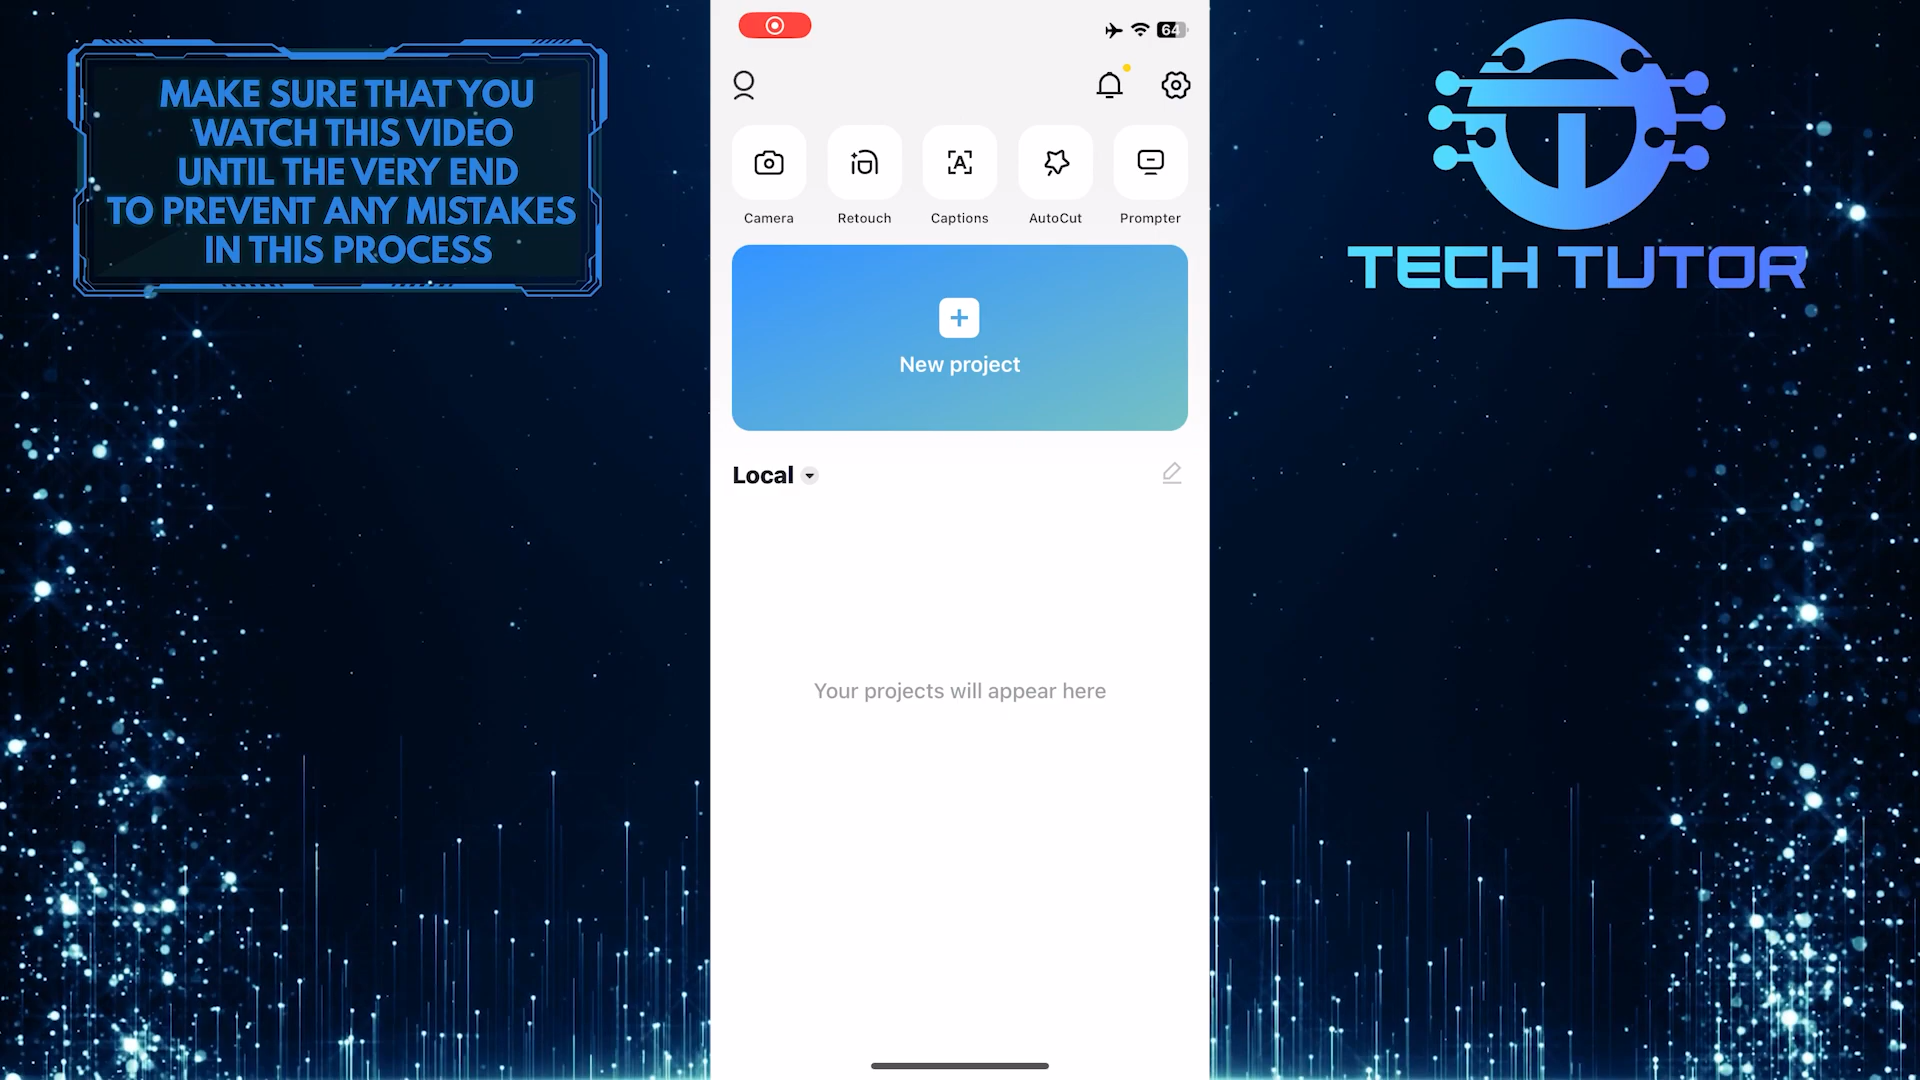 MAKE SURE THAT YOU
WATCH THIS VIDEO
UNTIL THE VERY END
TO PREVENT ANY MISTAKES
IN THIS PROCESS
64
Camera
Retouch
Captions
AutoCut
Prompter
New project
Local
Your projects will appear here
TECH TUTOR